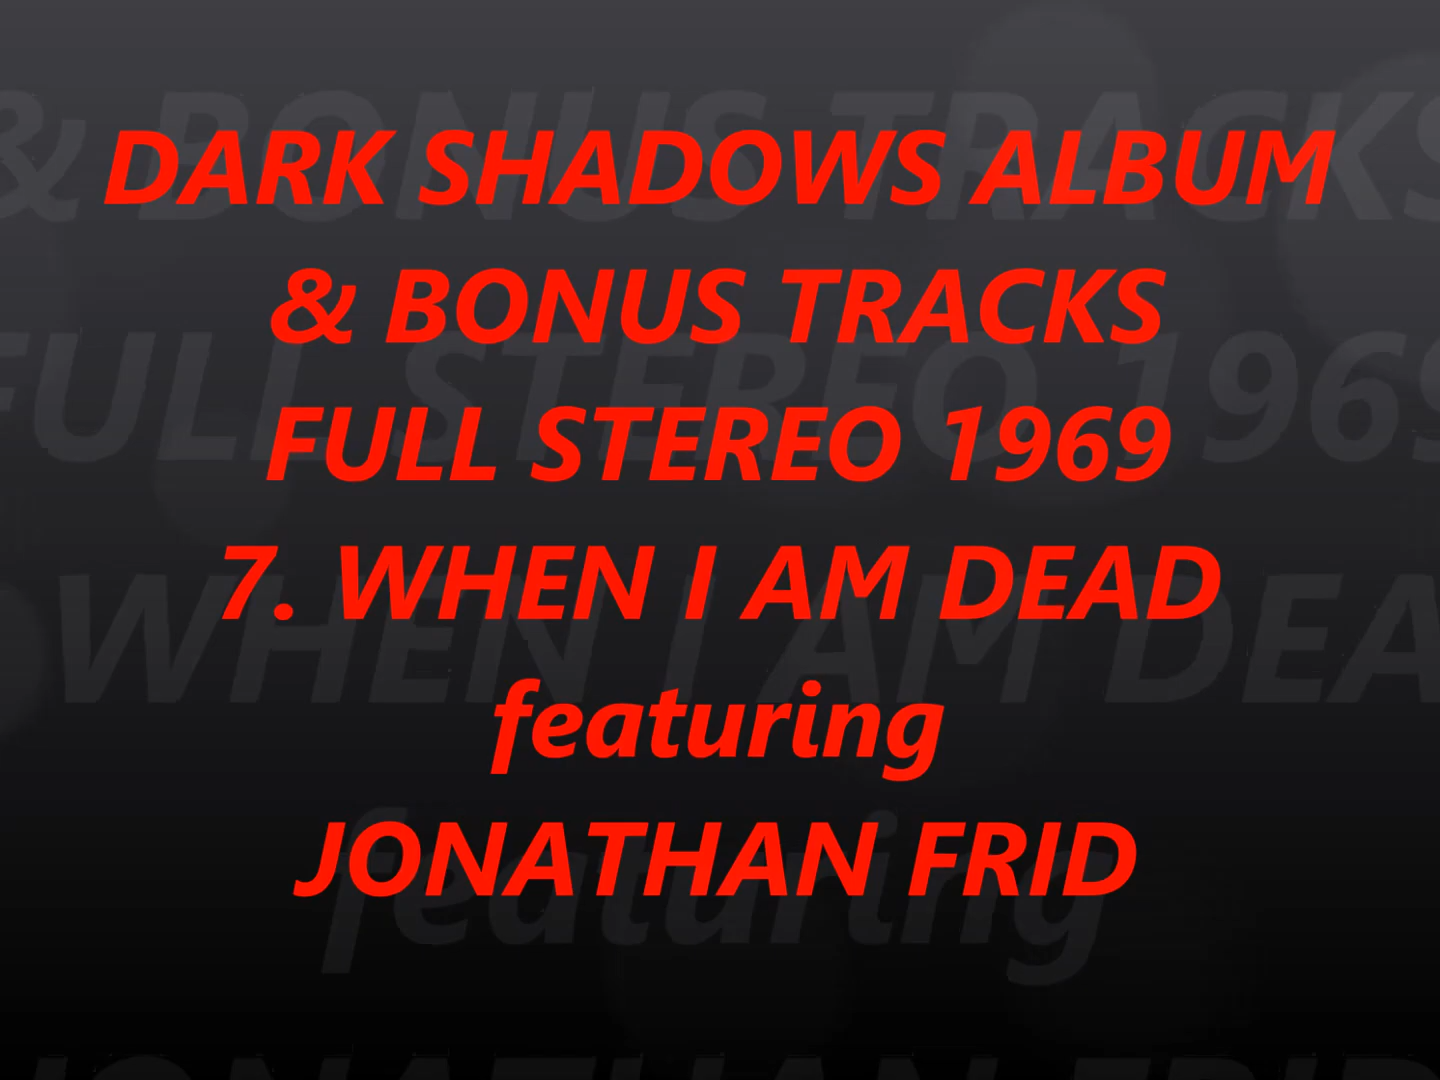 DARK SHADOWS ALBUM
& BONUS TRACKS
FULL STEREO 1969
7. WHEN I AM DEAD
featuring
JONATHAN FRID